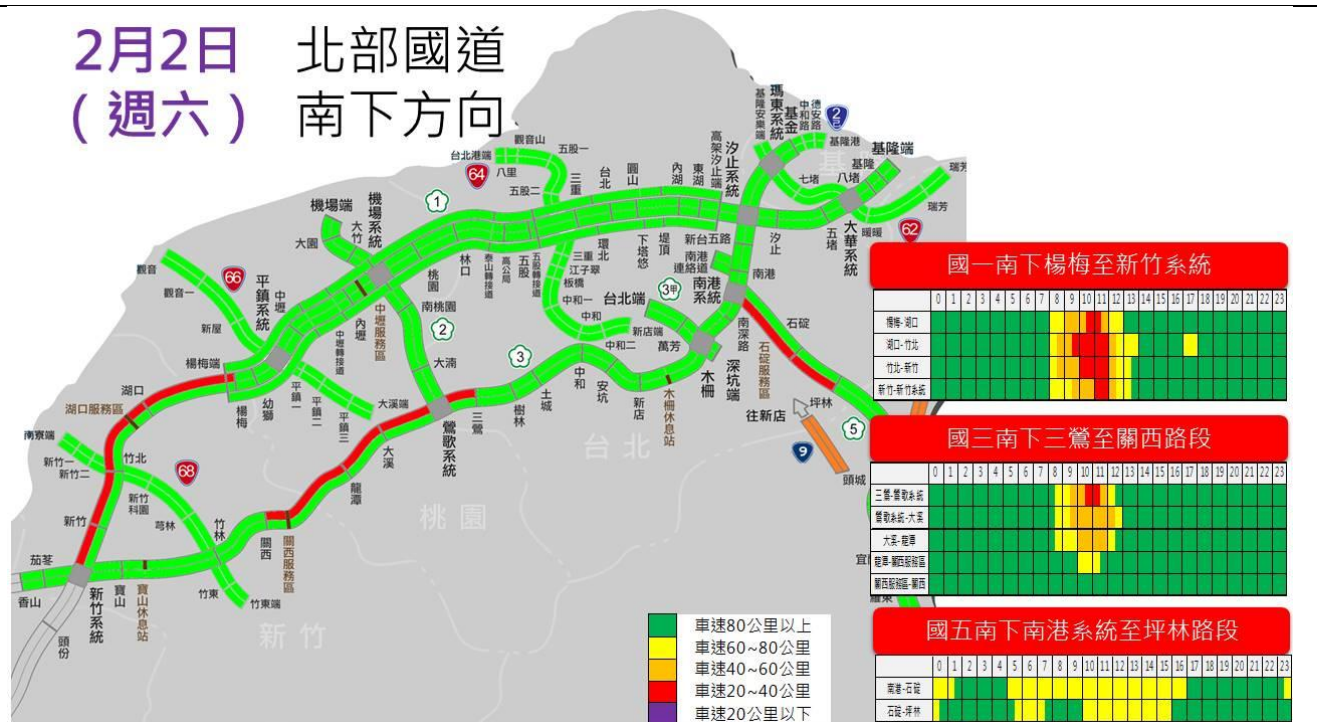 2月2日 北部國道
(週六) 南下方向
德安路
中和路
基金
瑪東系統
基隆安樂端
2己
基隆港
基隆端
基隆
八堵
七堵
瑞芳
瑞芳
暖暖
62
大華系統
五堵
汐止
汐止系統
高架汐止端
東湖
內湖
圓山
台北
三重
五股一
觀音山
台北港端
八里
五股二
64
1
機場系統
機場端
大竹
大園
觀音
觀音一
66
新屋
平鎮系統
中壢
內壢
中壢服務區
中壢轉接道
桃園
南桃園
2
大湳
林口
泰山轉接道
高公局
五股
五股轉接道
環北
三重
江子翠
板橋
中和一
中和
中和二
新店端
台北端
3甲
萬芳
下塔悠
堤頂
新台五路
南港連絡道
南港系統
南港
南深路
石碇
石碇服務區
深坑端
木柵
木柵休息站
新店
安坑
中和
土城
樹林
三鶯
3
鶯歌系統
大溪端
大溪
龍潭
關西服務區
關西
竹林
平鎮一
平鎮二
平鎮三
幼獅
楊梅
楊梅端
湖口
湖口服務區
南寮端
新竹一
新竹二
竹北
68
新竹科園
芎林
新竹
竹東
竹東端
茄苳
香山
新竹系統
寶山
寶山休息站
頭份
坪林
往新店
5
9
頭城
台北
桃園
新竹
國一南下楊梅至新竹系統
0 1 2 3 4 5 6 7 8 9 10 11 12 13 14 15 16 17 18 19 20 21 22 23
楊梅-湖口
湖口-竹北
竹北-新竹
新竹-新竹系統
國三南下三鶯至關西路段
0 1 2 3 4 5 6 7 8 9 10 11 12 13 14 15 16 17 18 19 20 21 22 23
三鶯-鶯歌系統
鶯歌系統-大溪
大溪-龍潭
龍潭-關西服務區
關西服務區-關西
國五南下南港系統至坪林路段
0 1 2 3 4 5 6 7 8 9 10 11 12 13 14 15 16 17 18 19 20 21 22 23
南港-石碇
石碇-坪林
車速80公里以上
車速60~80公里
車速40~60公里
車速20~40公里
車速20公里以下